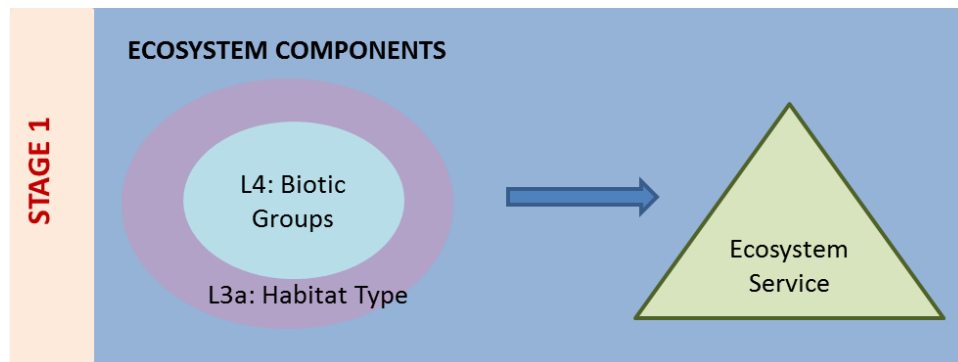 STAGE 1
ECOSYSTEM COMPONENTS
L4: Biotic
Groups
L3a: Habitat Type
Ecosystem
Service